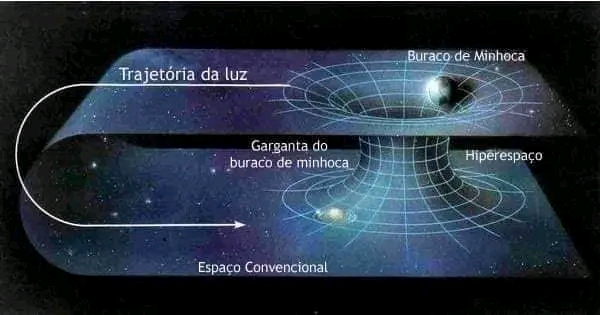 Buraco de Minhoca
Trajetória da luz
Garganta do
buraco de minhoca
Hiperespaço
Espaço Convencional